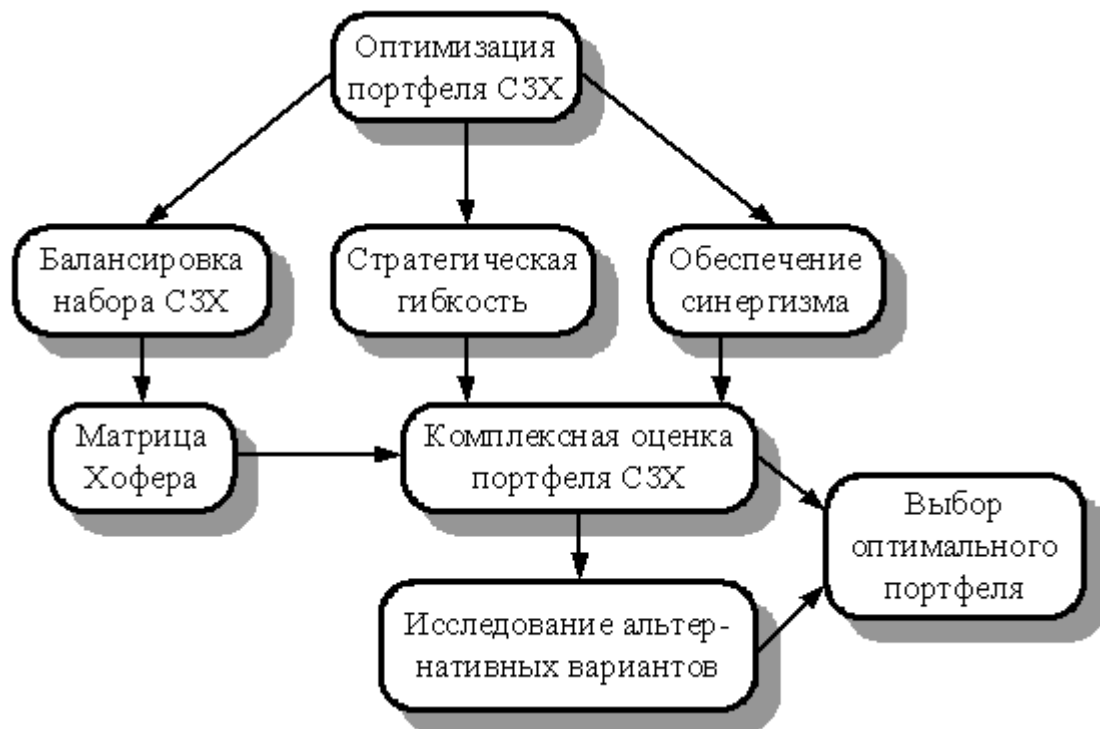 Оптимизация
портфеля СЗХ
Балансировка
набора СЗХ
Стратегическая
гибкость
Обеспечение
синергизма
Матрица
Хофера
Комплексная оценка
портфеля СЗХ
Выбор
оптимального
портфеля
Исследование альтер-
нативных вариантов